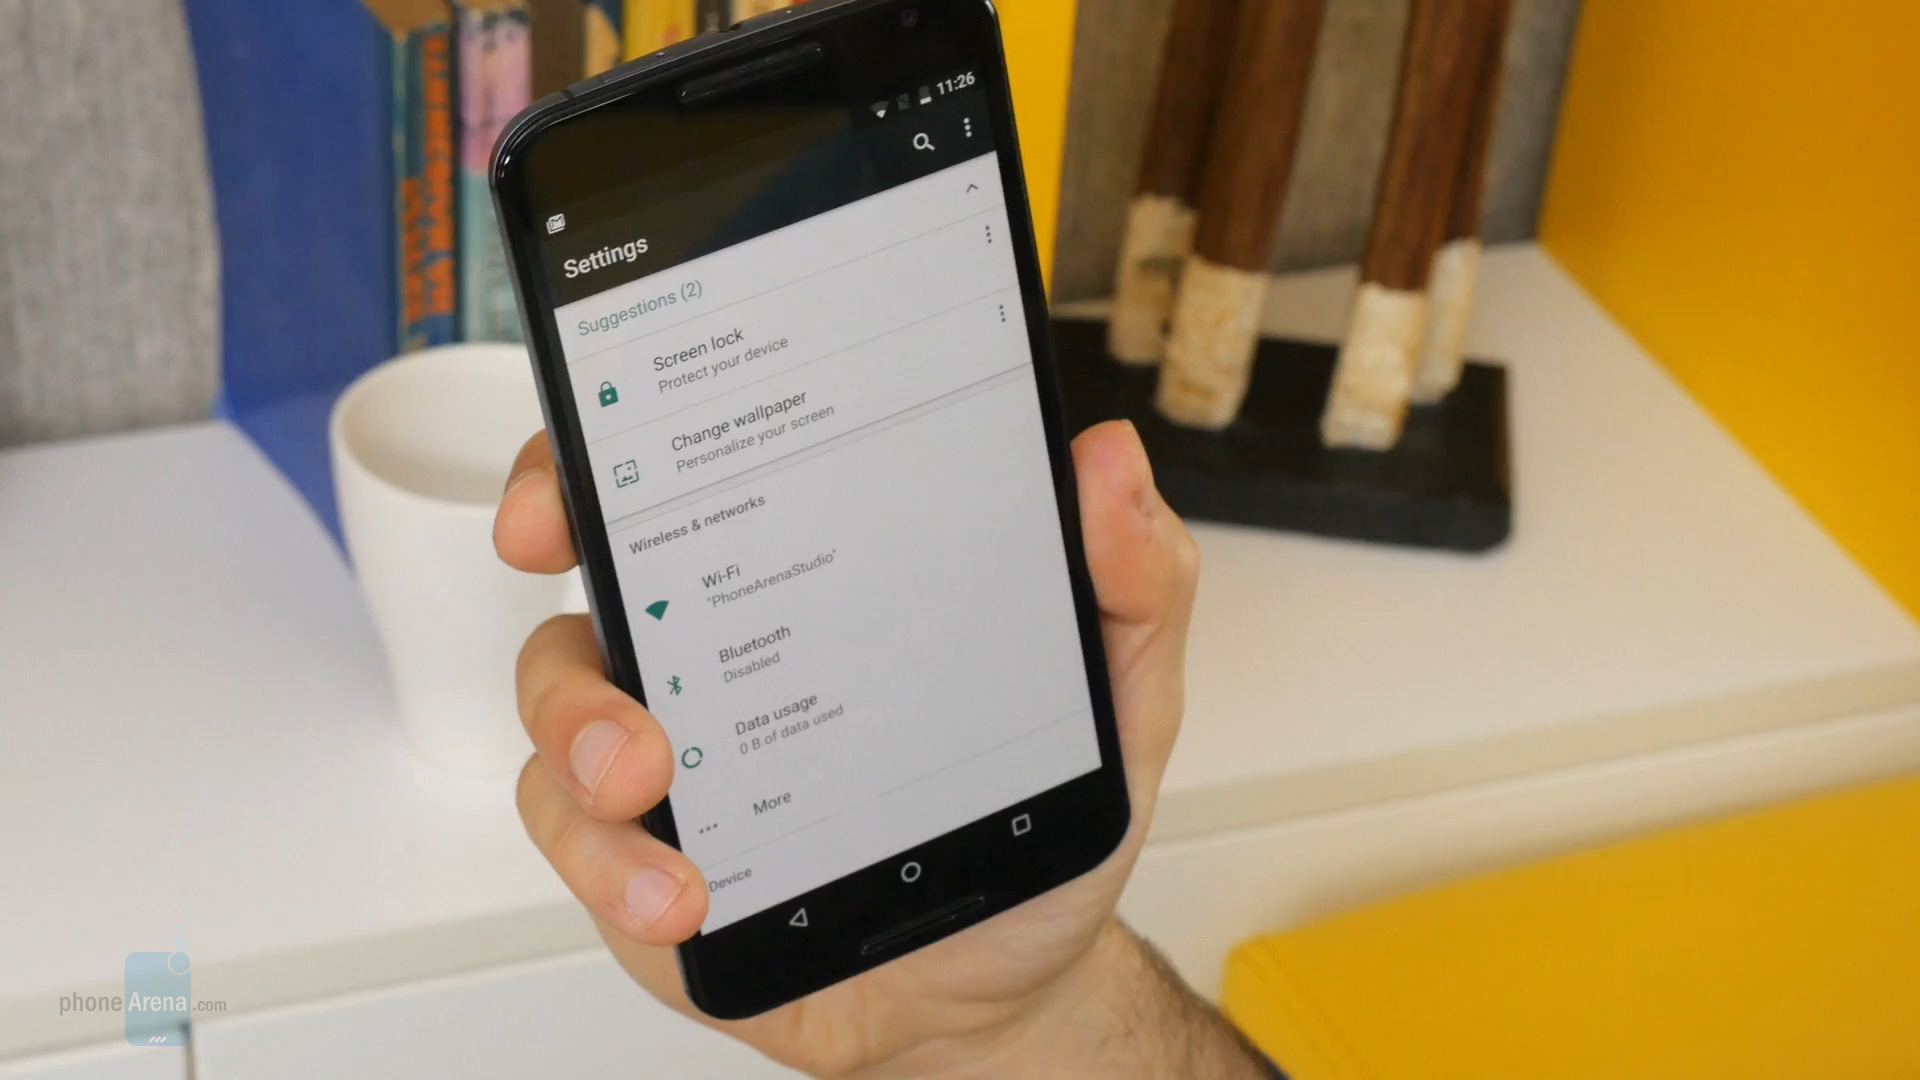 11:26
Settings
Suggestions (2)
Screen lock
Protect your device
Change wallpaper
Personalize your screen
Wireless & networks
Wi-Fi
"PhoneArenaStudio"
Bluetooth
Disabled
Data usage
0 B of data used
More
Device
phoneArena.com